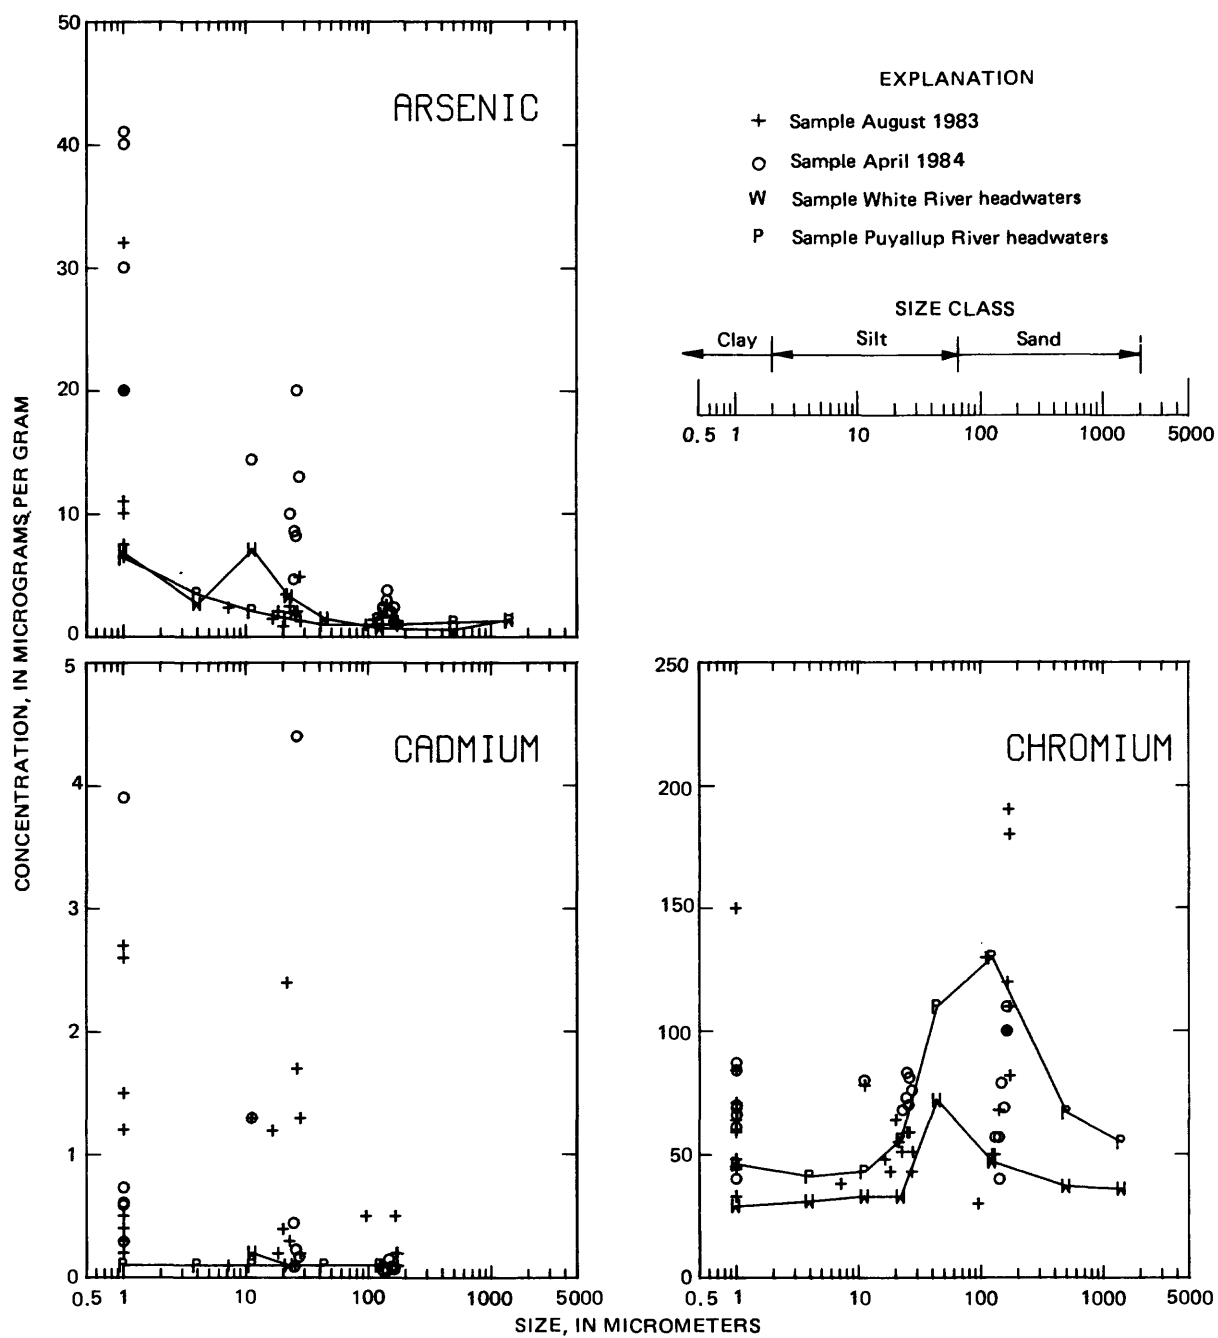 50
40
30
20
10
0
ARSENIC
EXPLANATION
+ Sample August 1983
O Sample April 1984
W Sample White River headwaters
P Sample Puyallup River headwaters
SIZE CLASS
Clay Silt Sand
0.5 1 10 100 1000 5000
CONCENTRATION, IN MICROGRAMS PER GRAM
5
4
3
2
1
0
CADMIUM
0.5 1 10 100 1000 5000
250
200
150
100
50
0
CHROMIUM
0.5 1 10 100 1000 5000
SIZE, IN MICROMETERS